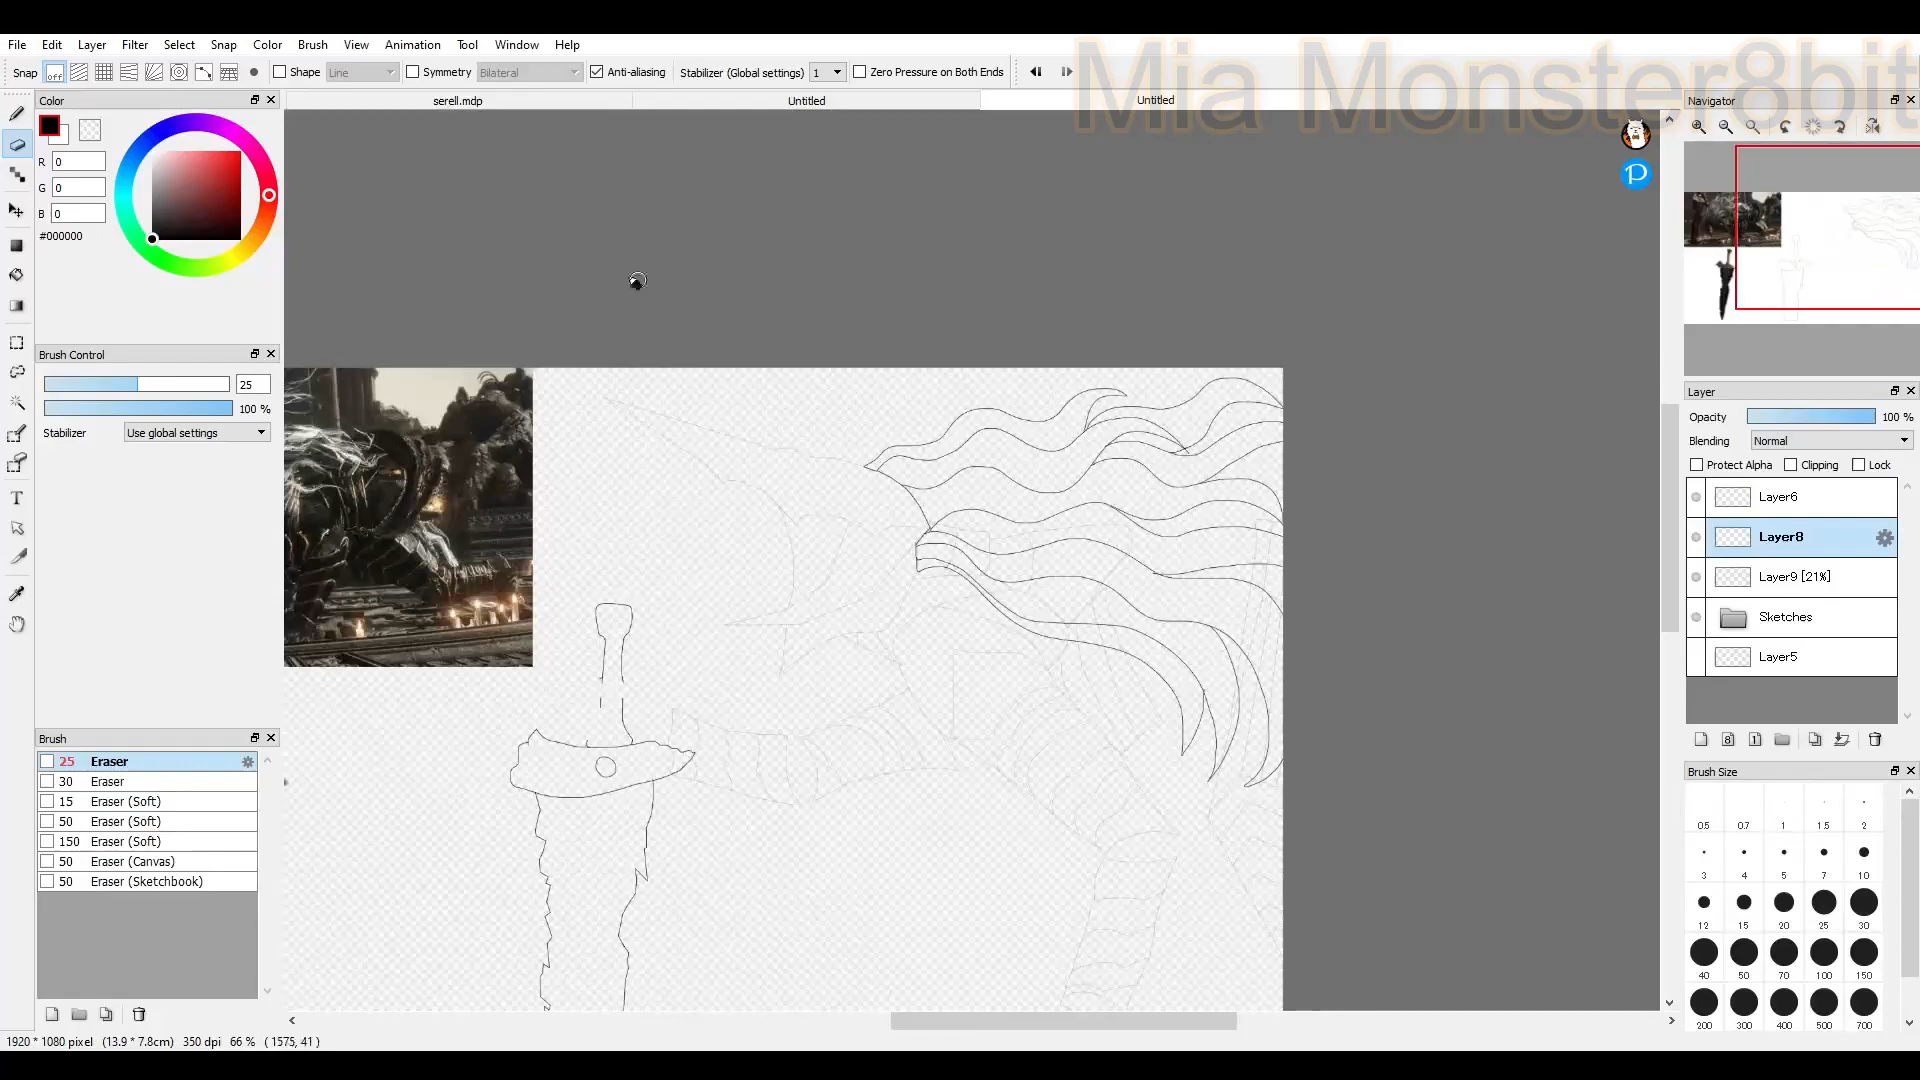 File Edit Layer Filter Select Snap Color Brush View Animation Tool Window Help
Mia Monster8bit
Snap off Shape Line Symmetry Bilateral Anti-aliasing Stabilizer (Global settings) 1 Zero Pressure on Both Ends
Color
serell.mdp
Untitled
Untitled
Navigator
R 0
G 0
B 0
#000000
P
Brush Control
25
100 %
Stabilizer Use global settings
Layer
Opacity 100 %
Blending Normal
Protect Alpha Clipping Lock
Layer6
Layer8
Layer9 [21%]
Sketches
Layer5
8 1
Brush
25 Eraser
30 Eraser
15 Eraser (Soft)
50 Eraser (Soft)
150 Eraser (Soft)
50 Eraser (Canvas)
50 Eraser (Sketchbook)
Brush Size
0.5 0.7 1 1.5 2
3 4 5 7 10
12 15 20 25 30
40 50 70 100 150
200 300 400 500 700
T
1920 * 1080 pixel (13.9 * 7.8cm) 350 dpi 66 % ( 1575, 41 )